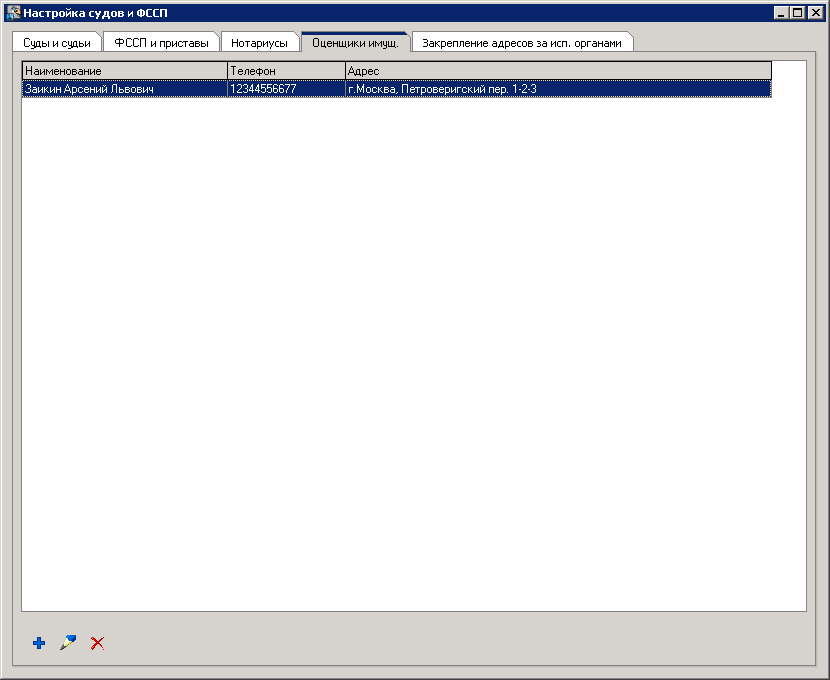 Настройка судов и ФССП
Суды и судьи ФССП и приставы Нотариусы Оценщики имущ. Закрепление адресов за исп. органами
Наименование Телефон Адрес
Заикин Арсений Львович 12344556677 г.Москва, Петроверигский пер. 1-2-3